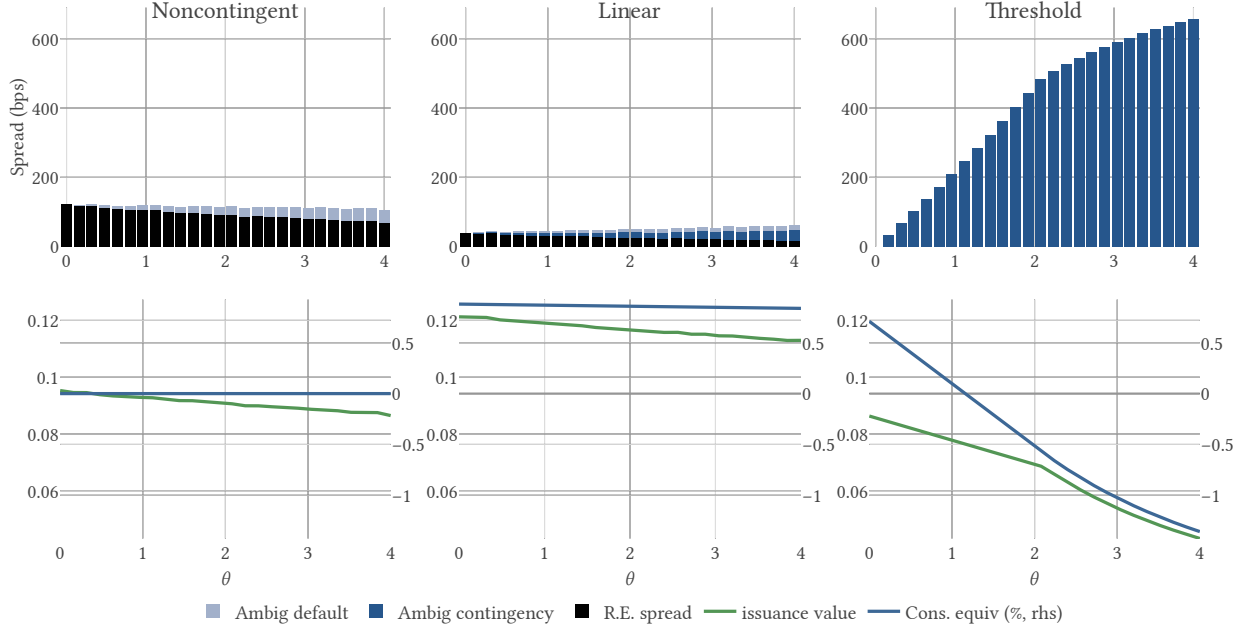 Noncontingent Linear Threshold
Spread (bps)
600 600 600
400 400 400
200 200 200
0 0 0
0 1 2 3 4 0 1 2 3 4 0 1 2 3 4
0.12 0.12 0.12
0.5 0.5 0.5
0.1 0.1 0.1
0 0 0
0.08 0.08 0.08
−0.5 −0.5 −0.5
0.06 0.06 0.06
−1 −1 −1
0 1 2 3 4 0 1 2 3 4 0 1 2 3 4
θ θ θ
Ambig default Ambig contingency R.E. spread issuance value Cons. equiv (%, rhs)